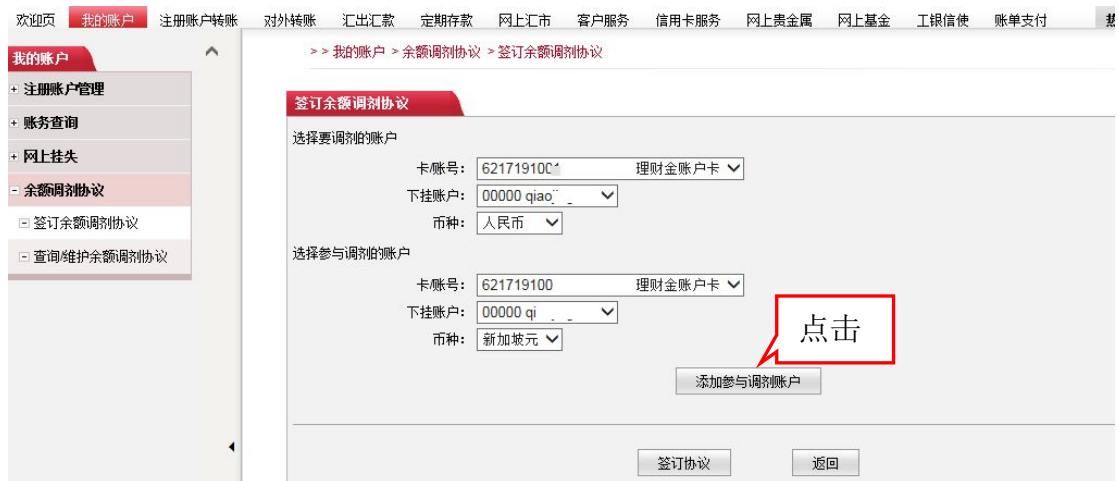 欢迎页 我的账户 注册账户转账 对外转账 汇出汇款 定期存款 网上汇市 客户服务 信用卡服务 网上贵金属 网上基金 工银信使 账单支付
我的账户
+ 注册账户管理
+ 账务查询
+ 网上挂失
- 余额调剂协议
签订余额调剂协议
查询/维护余额调剂协议
> > 我的账户 > 余额调剂协议 > 签订余额调剂协议
签订余额调剂协议
选择要调剂的账户
卡/账号： 6217191001 理财金账户卡
下挂账户： 00000 qiao
币种： 人民币
选择参与调剂的账户
卡/账号： 621719100 理财金账户卡
下挂账户： 00000 qi
币种： 新加坡元
点击
添加参与调剂账户
签订协议 返回